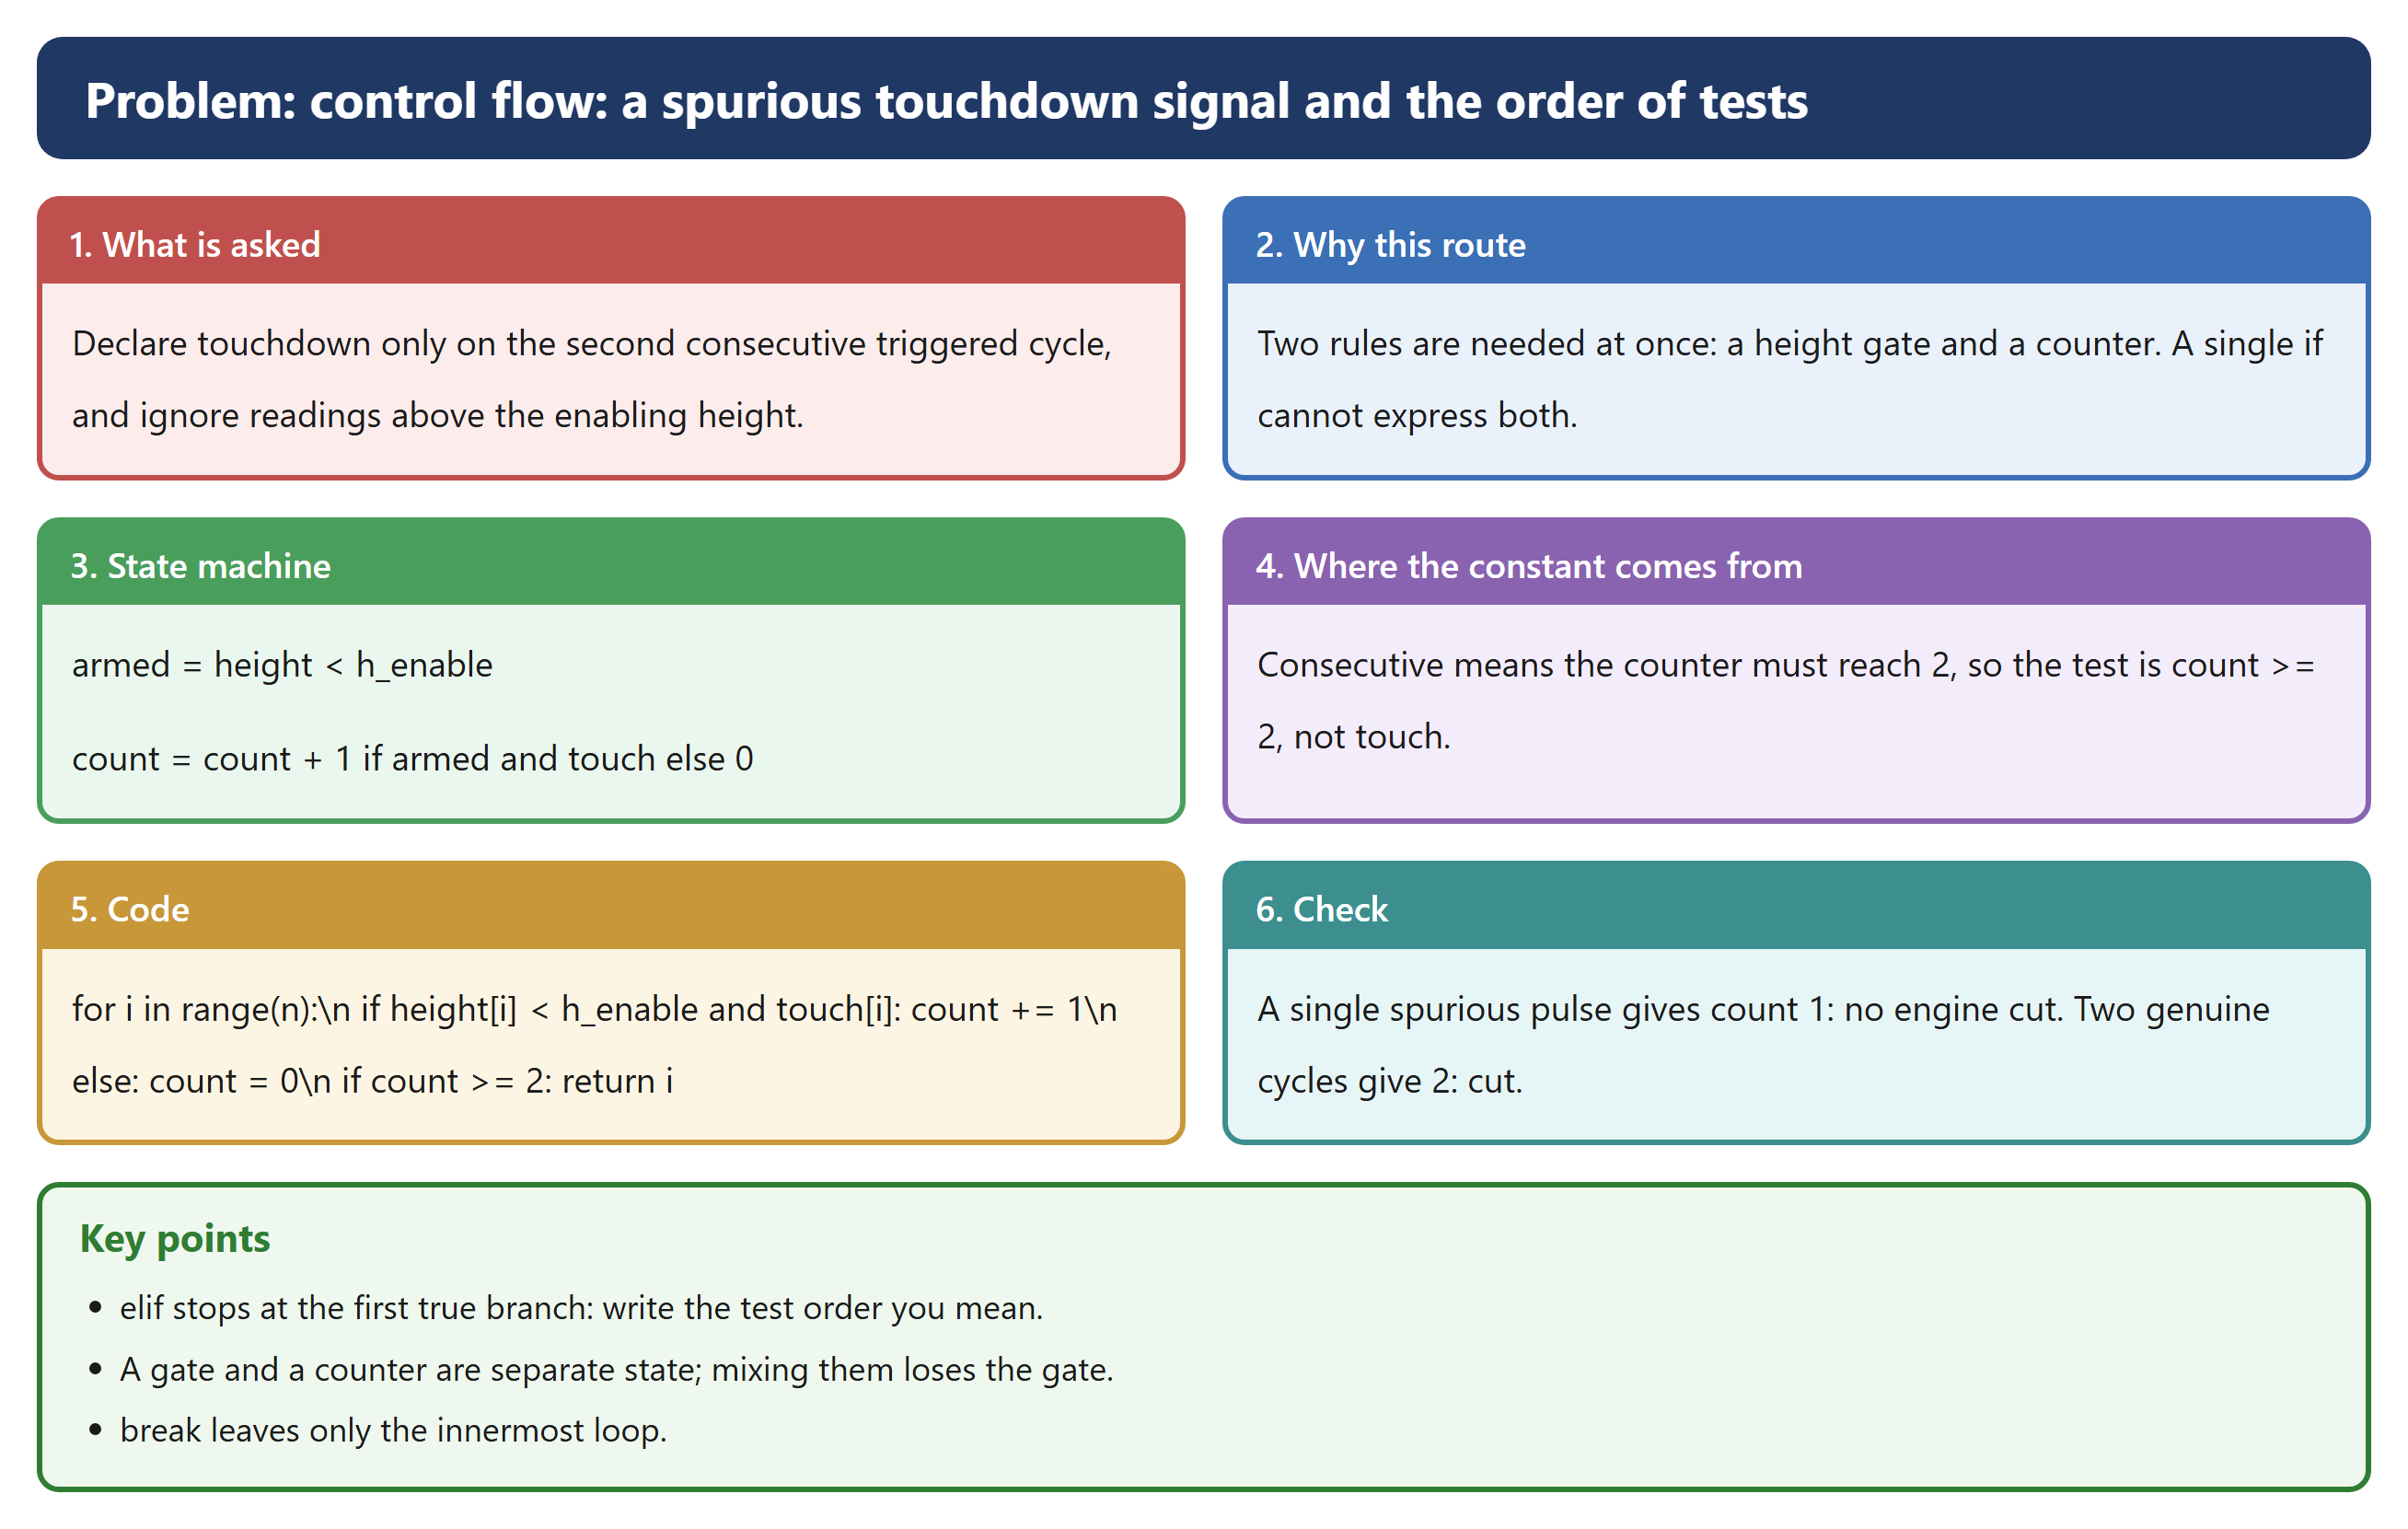 Problem: control flow: a spurious touchdown signal and the order of tests
1. What is asked
Declare touchdown only on the second consecutive triggered cycle,
and ignore readings above the enabling height.
2. Why this route
Two rules are needed at once: a height gate and a counter. A single if
cannot express both.
3. State machine
armed = height < h_enable
count = count + 1 if armed and touch else 0
4. Where the constant comes from
Consecutive means the counter must reach 2, so the test is count >=
2, not touch.
5. Code
for i in range(n):\n if height[i] < h_enable and touch[i]: count += 1\n
else: count = 0\n if count >= 2: return i
6. Check
A single spurious pulse gives count 1: no engine cut. Two genuine
cycles give 2: cut.
Key points
• elif stops at the first true branch: write the test order you mean.
• A gate and a counter are separate state; mixing them loses the gate.
• break leaves only the innermost loop.